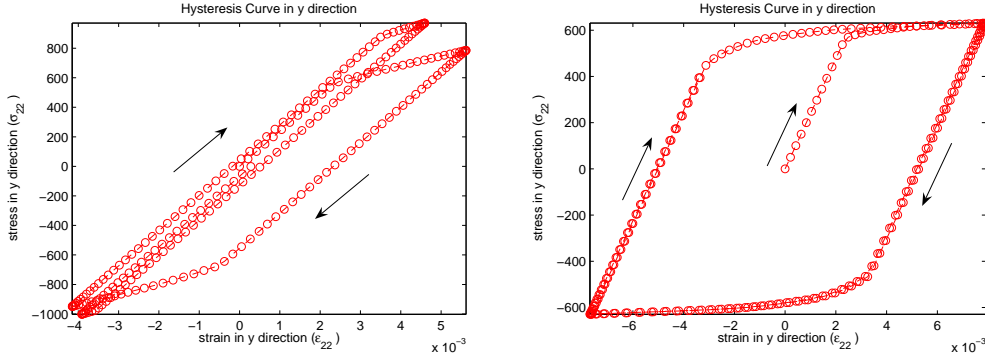 Hysteresis Curve in y direction
800
600
400
200
0
−200
−400
−600
−800
−1000
stress in y direction (σ22)
−4 −3 −2 −1 0 1 2 3 4 5
x 10−3
strain in y direction (ε22)
Hysteresis Curve in y direction
600
400
200
0
−200
−400
−600
stress in y direction (σ22)
−6 −4 −2 0 2 4 6 8
x 10−3
strain in y direction (ε22)